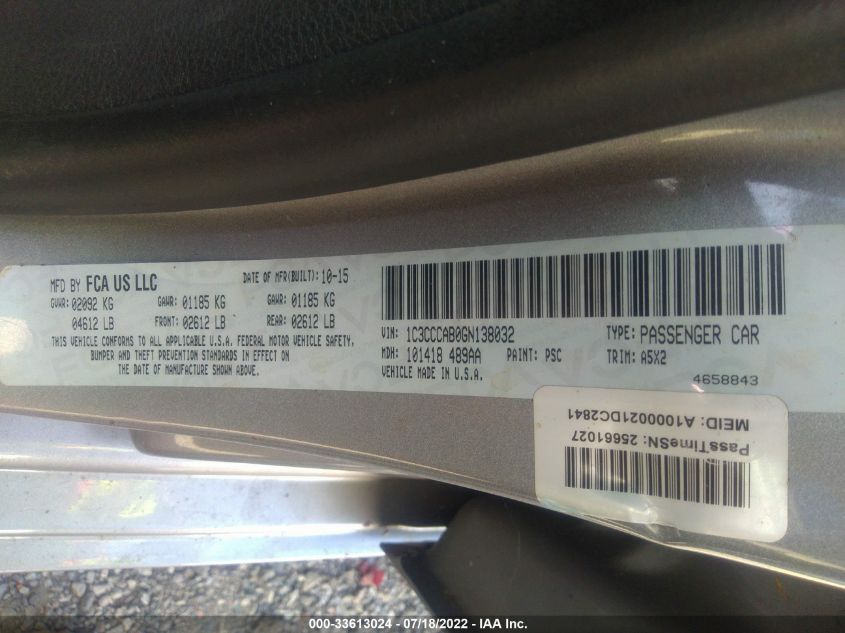 MFD BY FCA US LLC
DATE OF MFR(BUILT): 10-15
GVWR: 02092 KG GAWR: 01185 KG GAWR: 01185 KG
04612 LB FRONT: 02612 LB REAR: 02612 LB
THIS VEHICLE CONFORMS TO ALL APPLICABLE U.S.A. FEDERAL MOTOR VEHICLE SAFETY,
BUMPER AND THEFT PREVENTION STANDARDS IN EFFECT ON
THE DATE OF MANUFACTURE SHOWN ABOVE.
VIN: 1C3CCCAB0GN138032 TYPE: PASSENGER CAR
MDH: 101418 489AA PAINT: PSC TRIM: A5X2
VEHICLE MADE IN U.S.A.
4658843
PassTimeSN: 25661027
MEID: A1000021DC2841
000-33613024 - 07/18/2022 - IAA Inc.